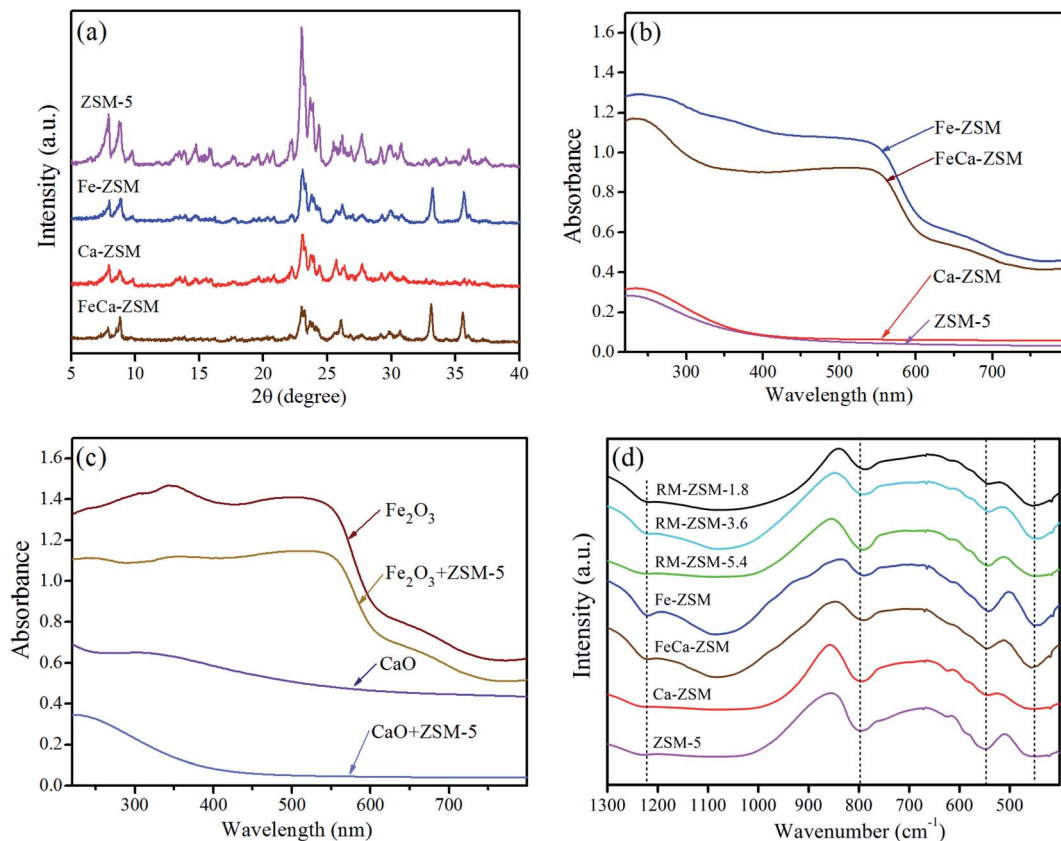 (a)
ZSM-5
Fe-ZSM
Ca-ZSM
FeCa-ZSM
Intensity (a.u.)
5 10 15 20 25 30 35 40
2θ (degree)
(b)
1.6
1.4
1.2
1.0
0.8
0.6
0.4
0.2
0.0
Absorbance
Fe-ZSM
FeCa-ZSM
Ca-ZSM
ZSM-5
300 400 500 600 700
Wavelength (nm)
(c)
1.6
1.4
1.2
1.0
0.8
0.6
0.4
0.2
0.0
Absorbance
Fe₂O₃
Fe₂O₃+ZSM-5
CaO
CaO+ZSM-5
300 400 500 600 700
Wavelength (nm)
(d)
RM-ZSM-1.8
RM-ZSM-3.6
RM-ZSM-5.4
Fe-ZSM
FeCa-ZSM
Ca-ZSM
ZSM-5
Intensity (a.u.)
1300 1200 1100 1000 900 800 700 600 500
Wavenumber (cm⁻¹)